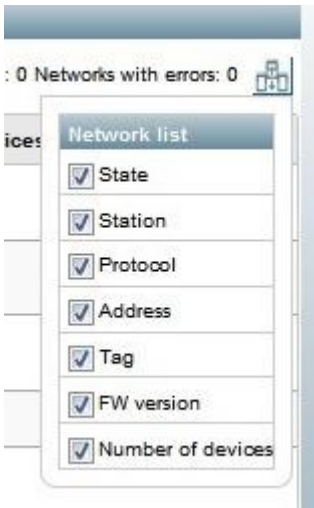 : 0 Networks with errors: 0
ices
Network list
State
Station
Protocol
Address
Tag
FW version
Number of devices